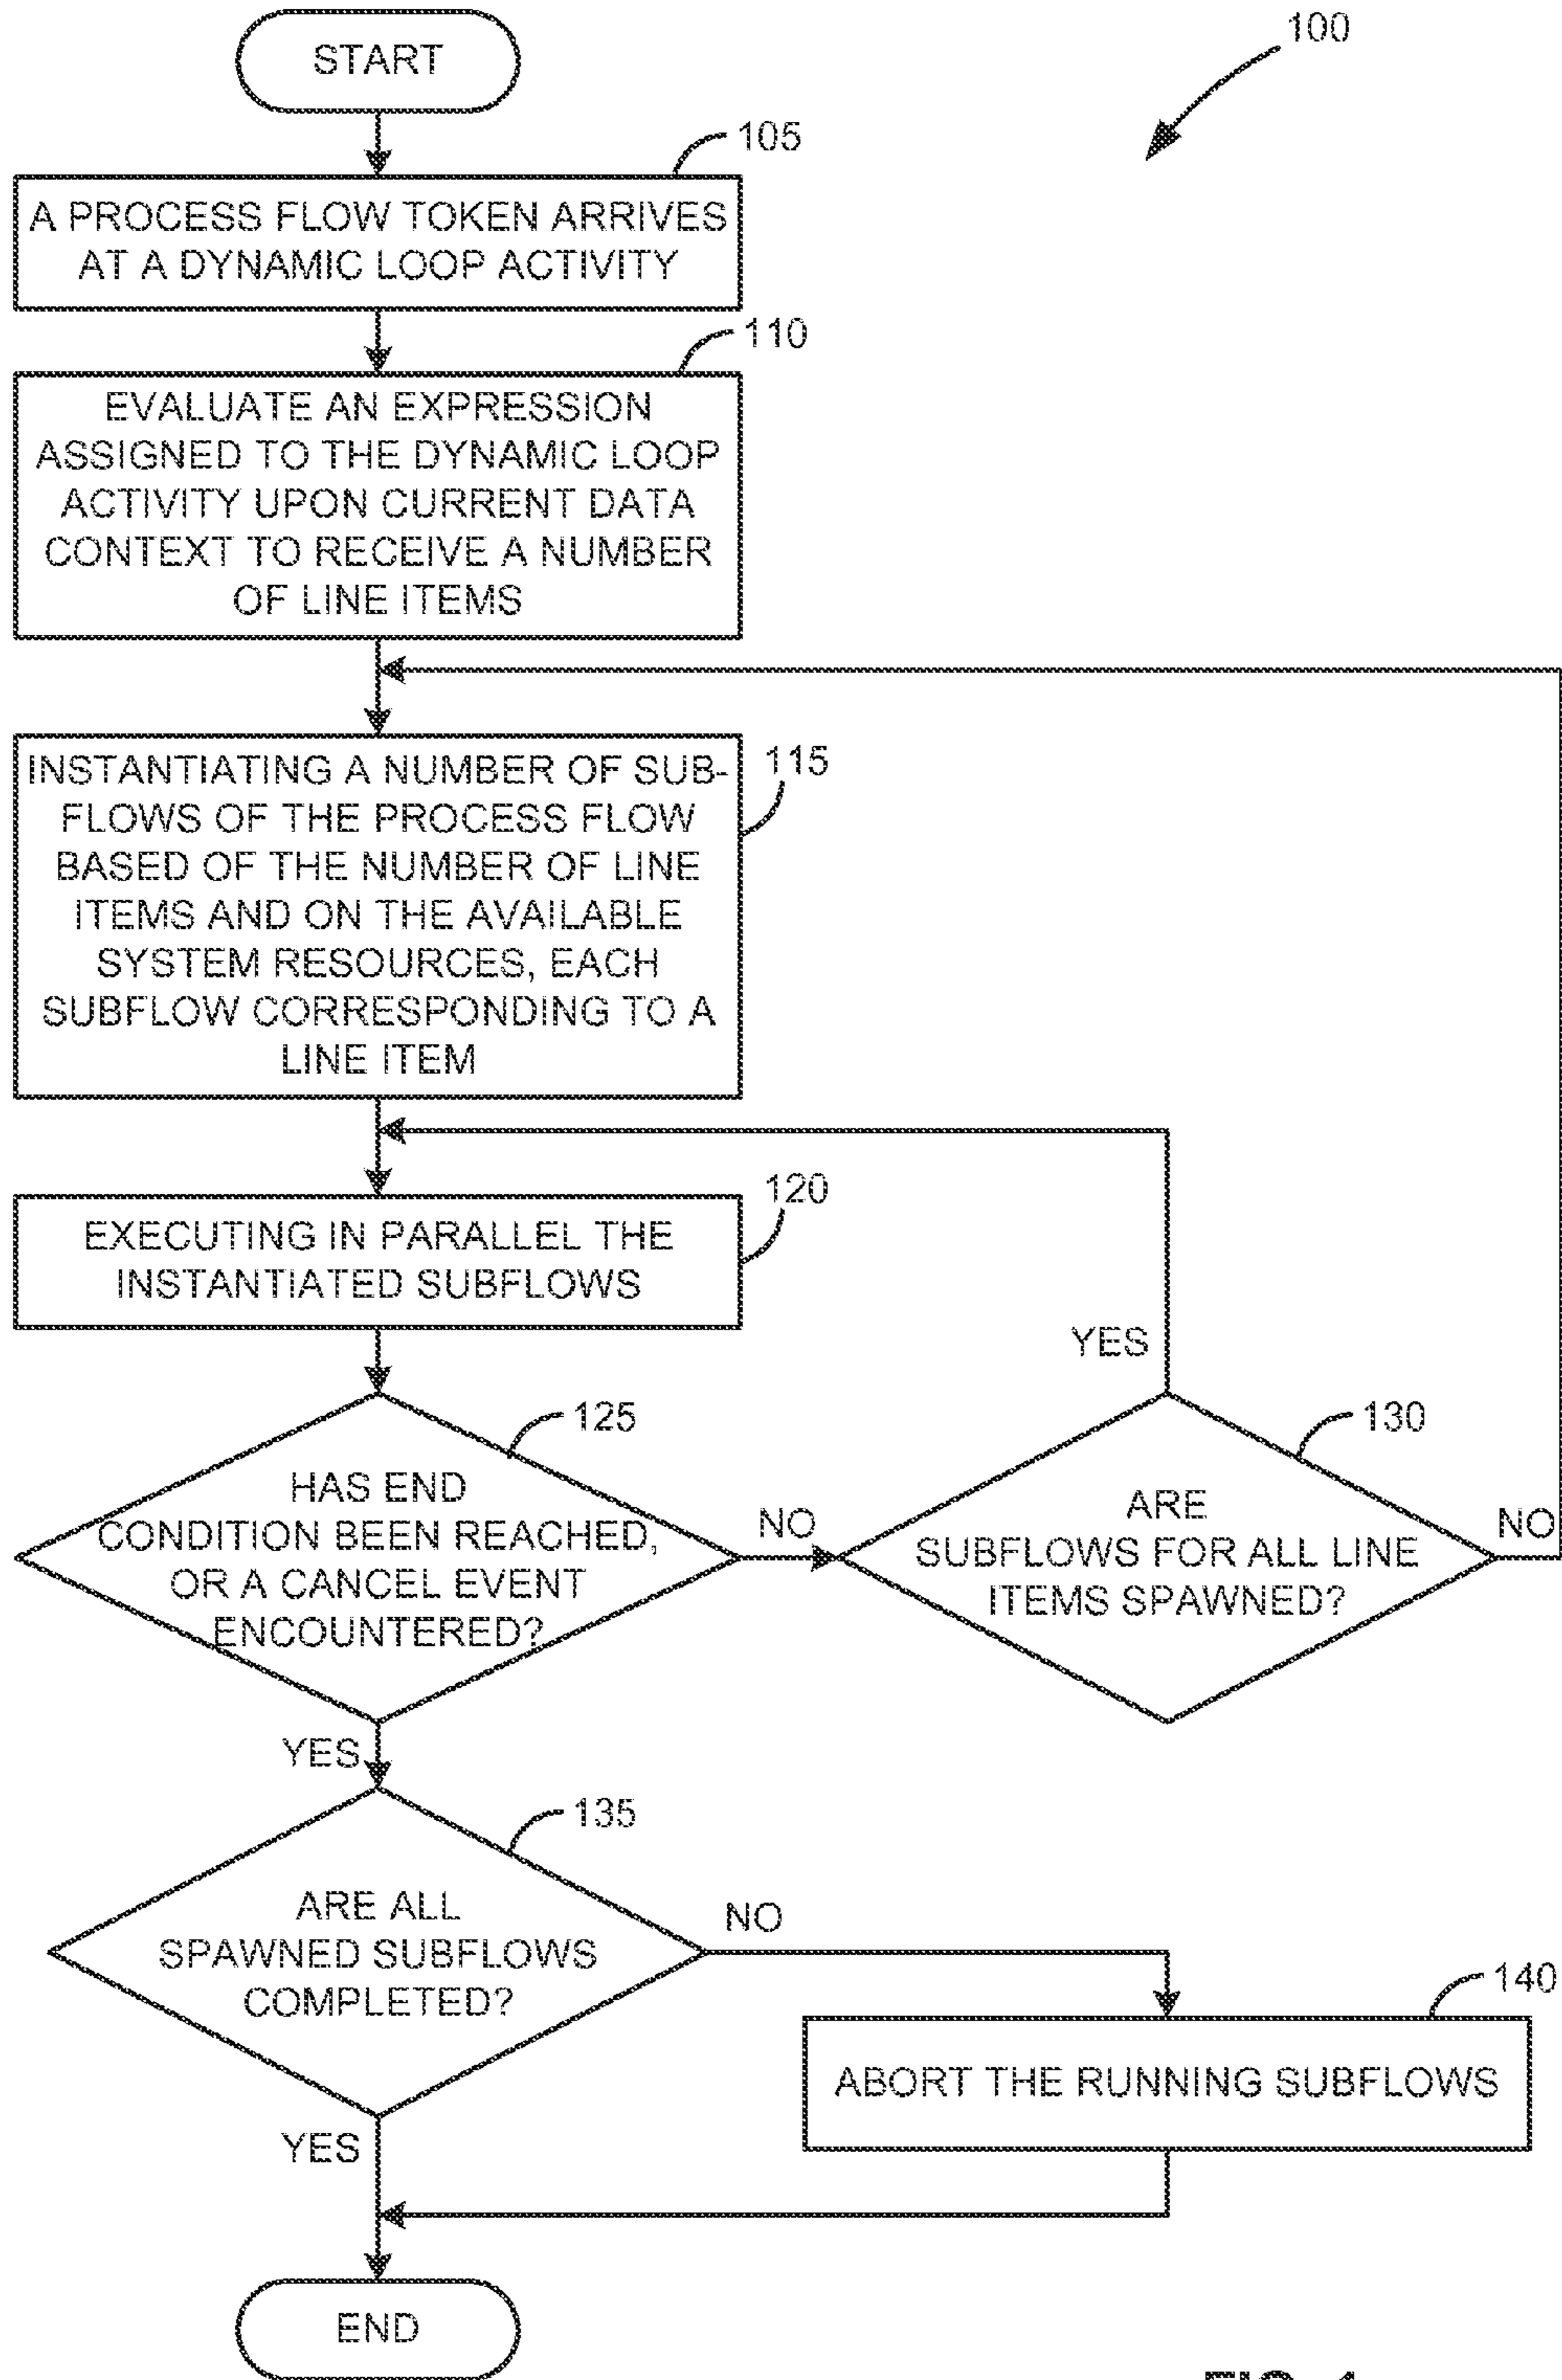 START
100
105
A PROCESS FLOW TOKEN ARRIVES
AT A DYNAMIC LOOP ACTIVITY
110
EVALUATE AN EXPRESSION
ASSIGNED TO THE DYNAMIC LOOP
ACTIVITY UPON CURRENT DATA
CONTEXT TO RECEIVE A NUMBER
OF LINE ITEMS
115
INSTANTIATING A NUMBER OF SUB-
FLOWS OF THE PROCESS FLOW
BASED OF THE NUMBER OF LINE
ITEMS AND ON THE AVAILABLE
SYSTEM RESOURCES, EACH
SUBFLOW CORRESPONDING TO A
LINE ITEM
120
EXECUTING IN PARALLEL THE
INSTANTIATED SUBFLOWS
YES
125
130
HAS END
CONDITION BEEN REACHED,
OR A CANCEL EVENT
ENCOUNTERED?
NO
ARE
SUBFLOWS FOR ALL LINE
ITEMS SPAWNED?
NO
YES
135
ARE ALL
SPAWNED SUBFLOWS
COMPLETED?
NO
140
ABORT THE RUNNING SUBFLOWS
YES
END